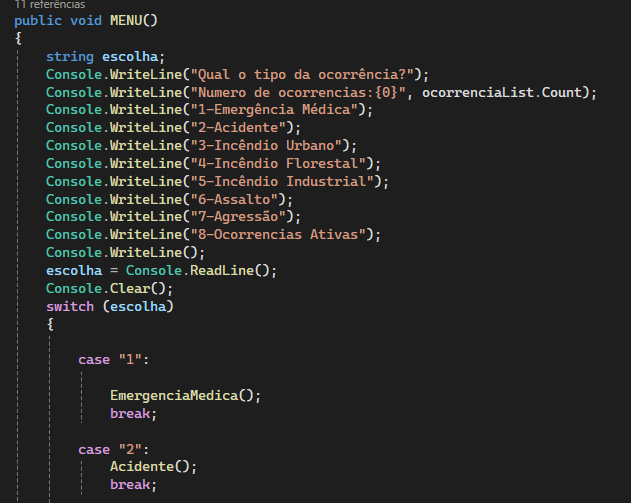 11 referências
public void MENU()
{
string escolha;
Console.WriteLine("Qual o tipo da ocorrência?");
Console.WriteLine("Numero de ocorrencias:{0}", ocorrenciaList.Count);
Console.WriteLine("1-Emergência Médica");
Console.WriteLine("2-Acidente");
Console.WriteLine("3-Incêndio Urbano");
Console.WriteLine("4-Incêndio Florestal");
Console.WriteLine("5-Incêndio Industrial");
Console.WriteLine("6-Assalto");
Console.WriteLine("7-Agressão");
Console.WriteLine("8-Ocorrencias Ativas");
Console.WriteLine();
escolha = Console.ReadLine();
Console.Clear();
switch (escolha)
{
case "1":
EmergenciaMedica();
break;
case "2":
Acidente();
break;